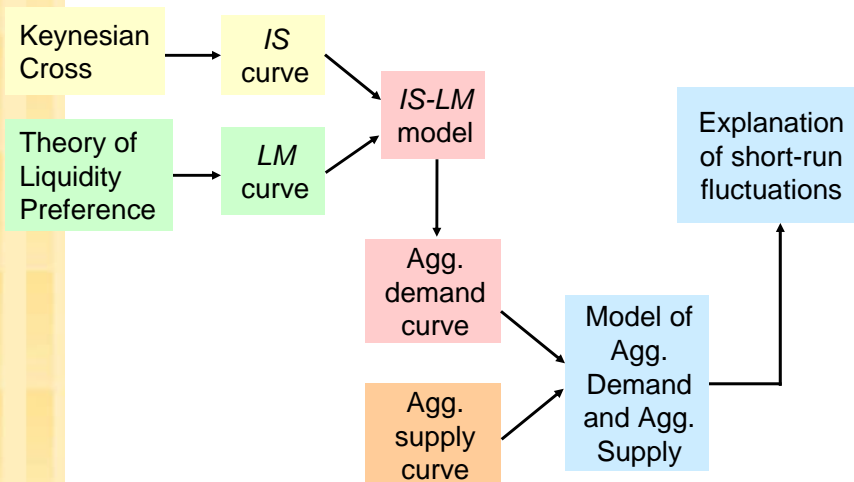 Keynesian
Cross
IS
curve
Theory of
Liquidity
Preference
LM
curve
IS-LM
model
Agg.
demand
curve
Agg.
supply
curve
Model of
Agg.
Demand
and Agg.
Supply
Explanation
of short-run
fluctuations